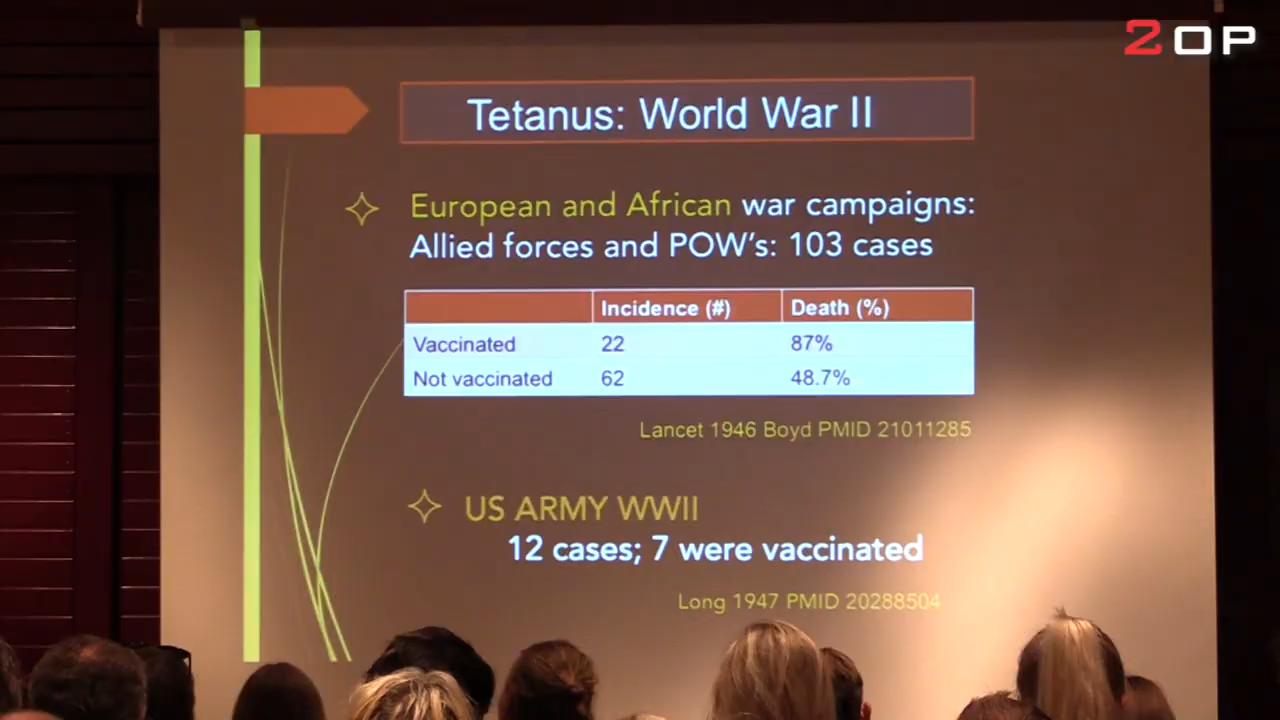 2OP
Tetanus: World War II
European and African war campaigns:
Allied forces and POW's: 103 cases
Incidence (#) Death (%)
Vaccinated 22 87%
Not vaccinated 62 48.7%
Lancet 1946 Boyd PMID 21011285
US ARMY WWII
12 cases; 7 were vaccinated
Long 1947 PMID 20288504